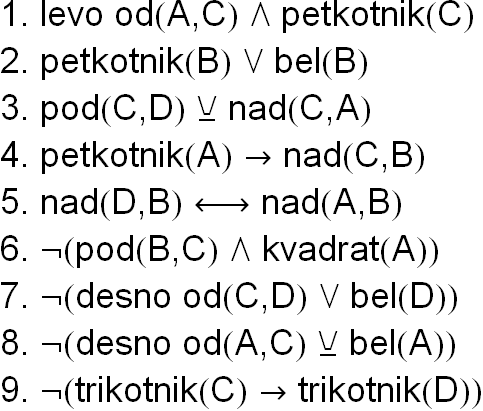 1. levo od(A,C) ∧ petkotnik(C)
2. petkotnik(B) ∨ bel(B)
3. pod(C,D) ⊻ nad(C,A)
4. petkotnik(A) → nad(C,B)
5. nad(D,B) ⟷ nad(A,B)
6. ¬(pod(B,C) ∧ kvadrat(A))
7. ¬(desno od(C,D) ∨ bel(D))
8. ¬(desno od(A,C) ⊻ bel(A))
9. ¬(trikotnik(C) → trikotnik(D))